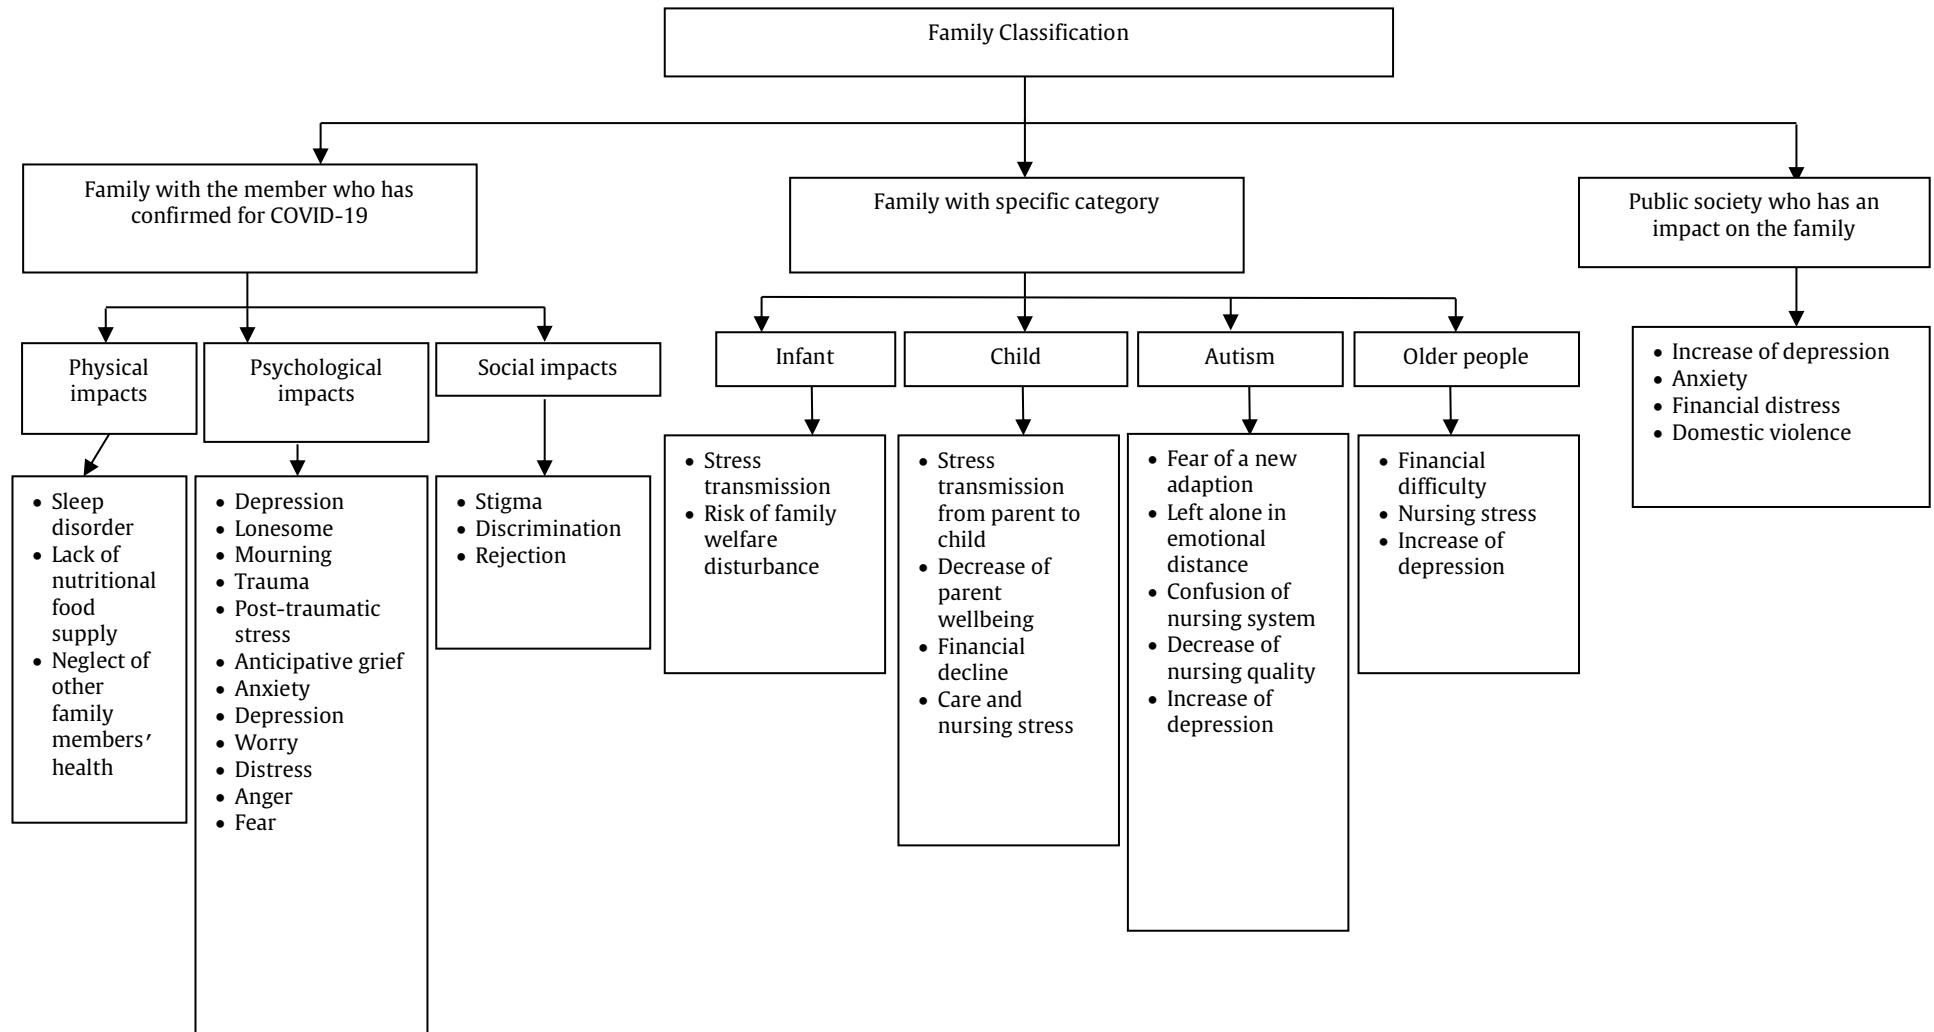 Family Classification
Family with the member who has
confirmed for COVID-19
Family with specific category
Public society who has an
impact on the family
Physical
impacts
Psychological
impacts
Social impacts
Infant
Child
Autism
Older people
• Sleep
disorder
• Lack of
nutritional
food
supply
• Neglect of
other
family
members’
health
• Depression
• Lonesome
• Mourning
• Trauma
• Post-traumatic
stress
• Anticipative grief
• Anxiety
• Depression
• Worry
• Distress
• Anger
• Fear
• Stigma
• Discrimination
• Rejection
• Stress
transmission
• Risk of family
welfare
disturbance
• Stress
transmission
from parent to
child
• Decrease of
parent
wellbeing
• Financial
decline
• Care and
nursing stress
• Fear of a new
adaption
• Left alone in
emotional
distance
• Confusion of
nursing system
• Decrease of
nursing quality
• Increase of
depression
• Financial
difficulty
• Nursing stress
• Increase of
depression
• Increase of depression
• Anxiety
• Financial distress
• Domestic violence